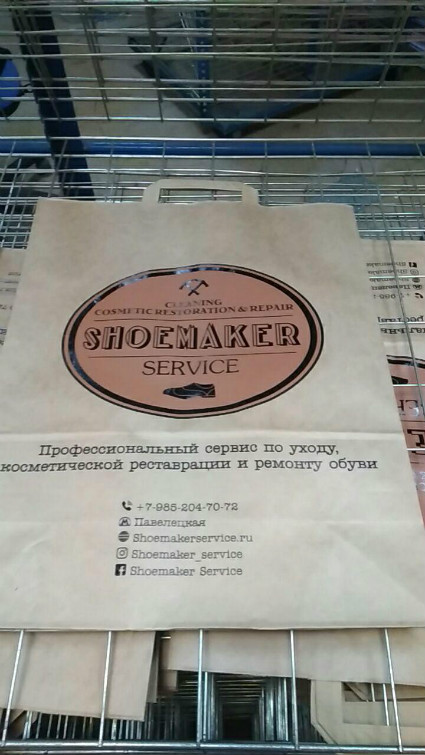 CLEANING
COSMETIC RESTORATION & REPAIR
SHOEMAKER
SERVICE
Профессиональный сервис по уходу,
косметической реставрации и ремонту обуви
+7-985-204-70-72
Павелецкая
Shoemakerservice.ru
Shoemaker_service
Shoemaker Service